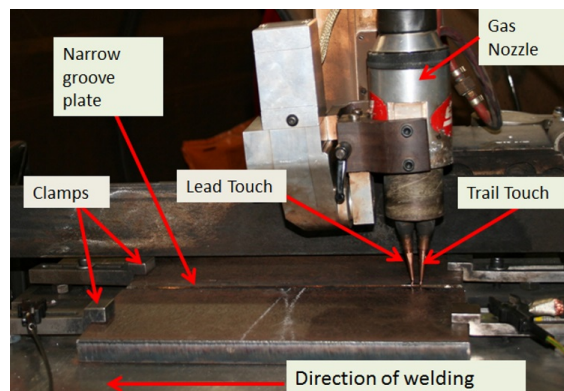 Gas
Nozzle
Narrow
groove
plate
Clamps
Lead Touch
Trail Touch
Direction of welding